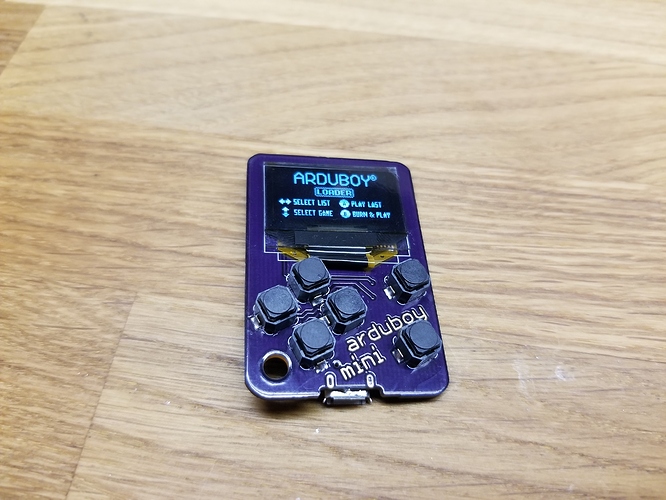 ARDUBOY®
LOADER
SELECT LIST A PLAY LAST
SELECT GAME B BURN & PLAY
arduboy
mini